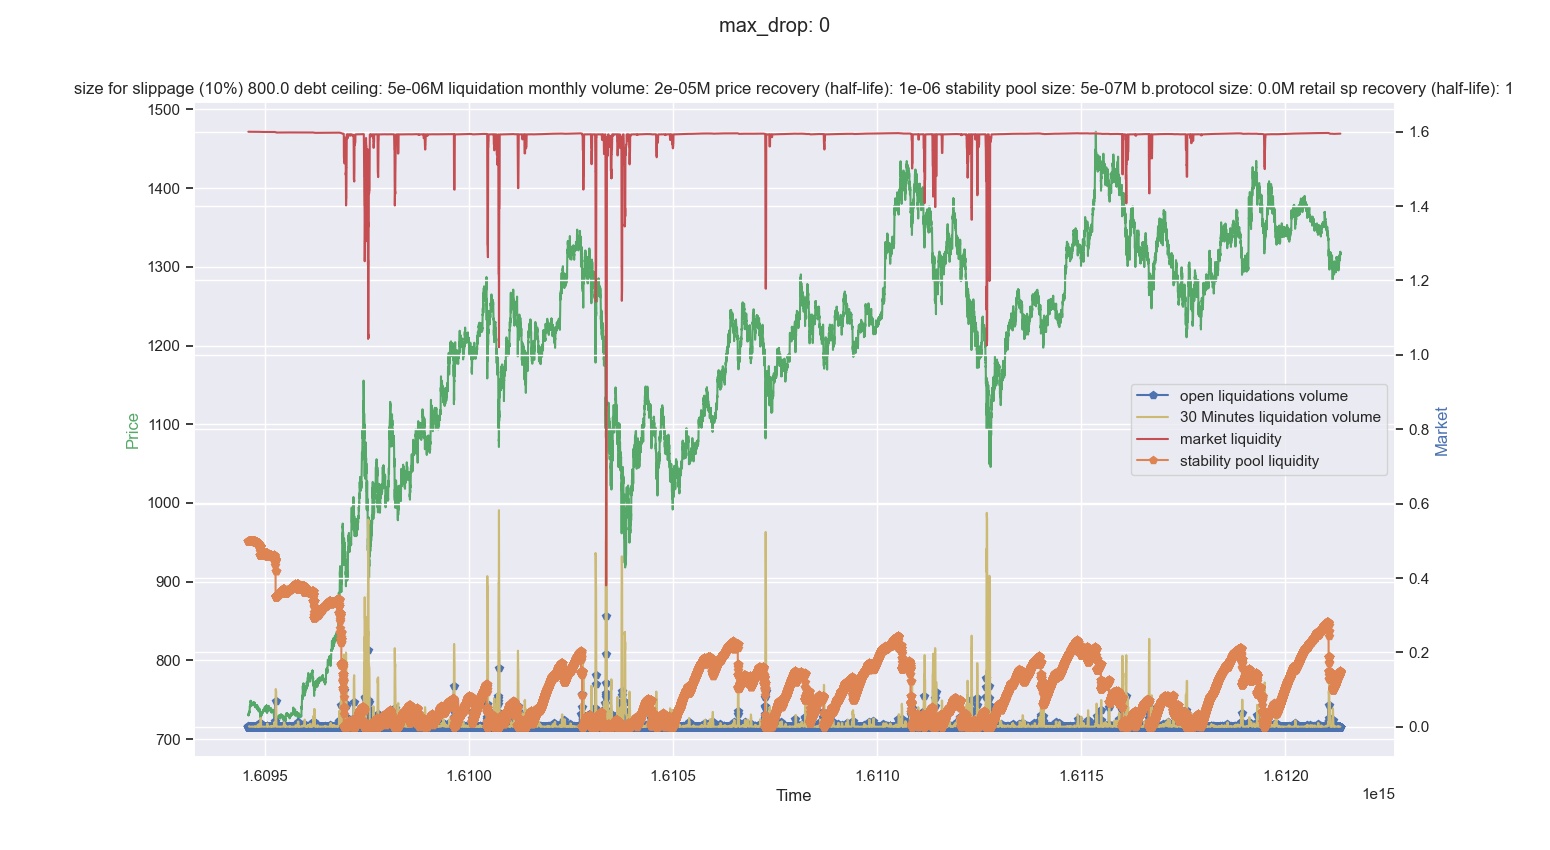 max_drop: 0
size for slippage (10%) 800.0 debt ceiling: 5e-06M liquidation monthly volume: 2e-05M price recovery (half-life): 1e-06 stability pool size: 5e-07M b.protocol size: 0.0M retail sp recovery (half-life): 1
1500
1400
1300
1200
1100
1000
900
800
700
Price
1.6
1.4
1.2
1.0
0.8
0.6
0.4
0.2
0.0
Market
open liquidations volume
30 Minutes liquidation volume
market liquidity
stability pool liquidity
1.6095
1.6100
1.6105
1.6110
1.6115
1.6120
1e15
Time